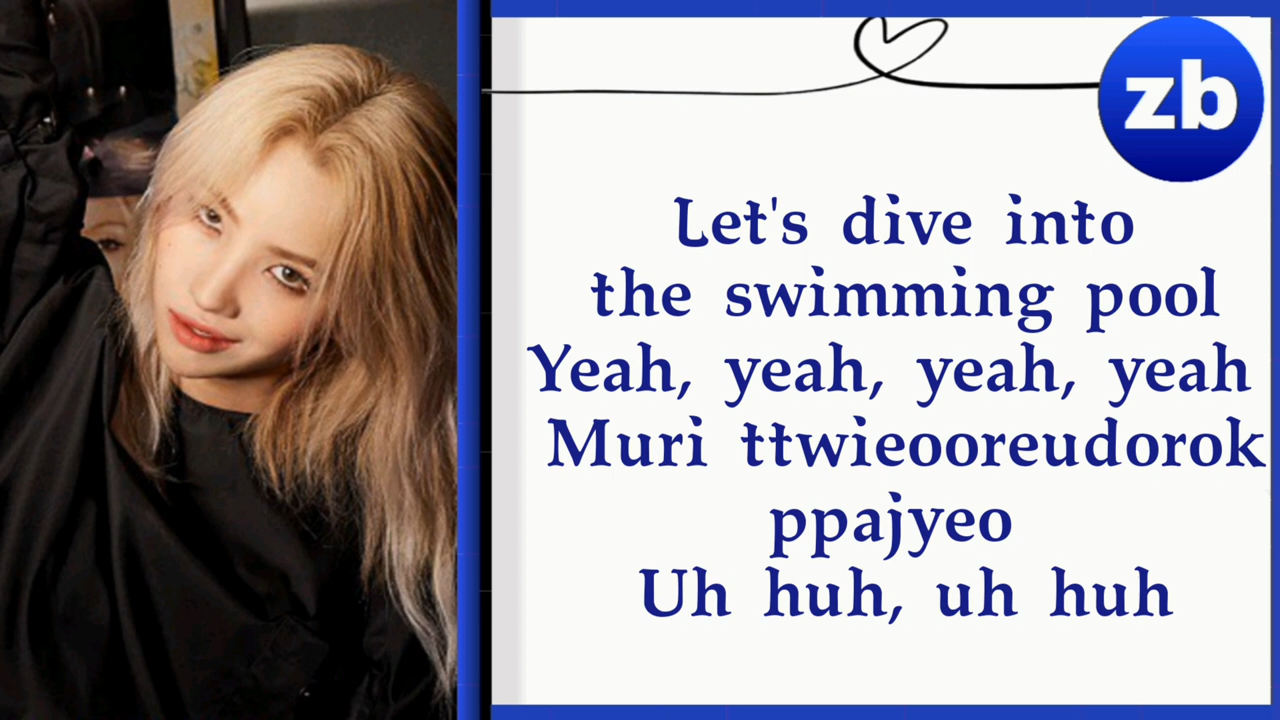 zb
Let's dive into
the swimming pool
Yeah, yeah, yeah, yeah
Muri ttwieooreudorok
ppajyeo
Uh huh, uh huh